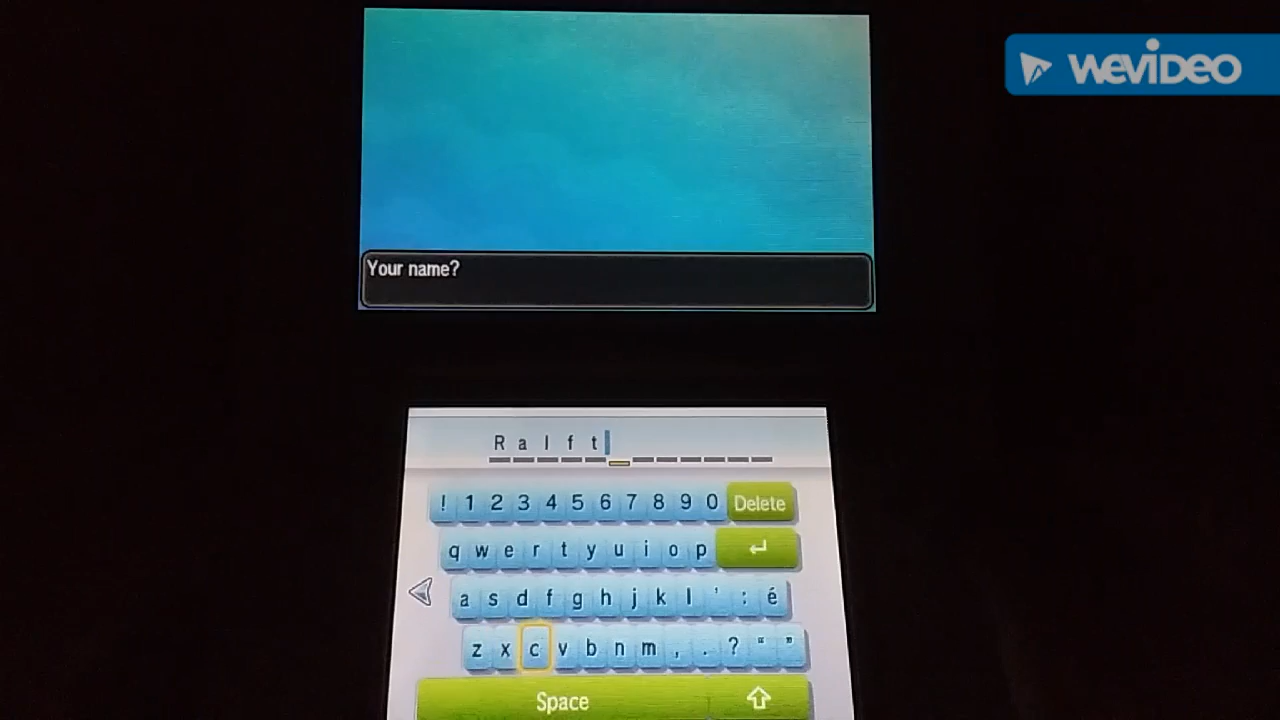 WEVIDEO
Your name?
Ralft
! 1 2 3 4 5 6 7 8 9 0 Delete
q w e r t y u i o p
a s d f g h j k l ' : é
z x c v b n m , . ? “ ”
Space